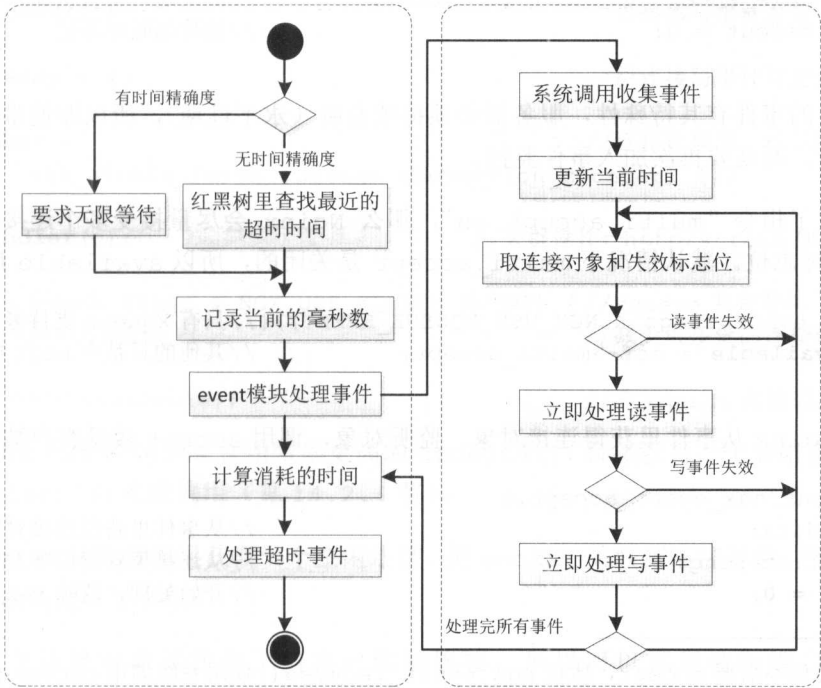 有时间精确度
无时间精确度
要求无限等待
红黑树里查找最近的
超时时间
记录当前的毫秒数
event模块处理事件
计算消耗的时间
处理超时事件
系统调用收集事件
更新当前时间
取连接对象和失效标志位
读事件失效
立即处理读事件
写事件失效
立即处理写事件
处理完所有事件